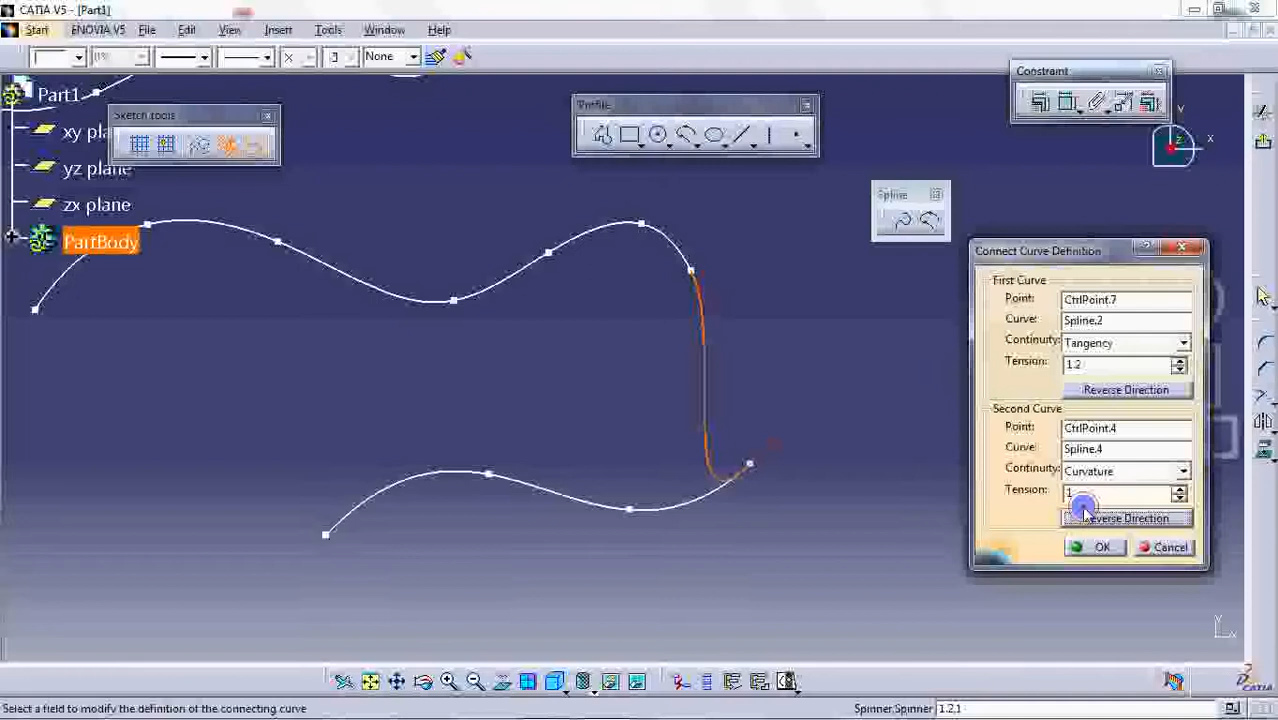 CATIA V5 - [Part1]
Start ENOVIA V5 File Edit View Insert Tools Window Help
None
Constraint
Part1
Sketch tools
Profile
xy pla
yz plane
zx plane
PartBody
Y
X
Z
Spline
Connect Curve Definition
First Curve
Point: CtrlPoint.7
Curve: Spline.2
Continuity: Tangency
Tension: 1.2
Reverse Direction
Second Curve
Point: CtrlPoint.4
Curve: Spline.4
Continuity: Curvature
Tension: 1
Reverse Direction
OK Cancel
Y
X
CATIA
Select a field to modify the definition of the connecting curve
Spinner.Spinner 1.2,1